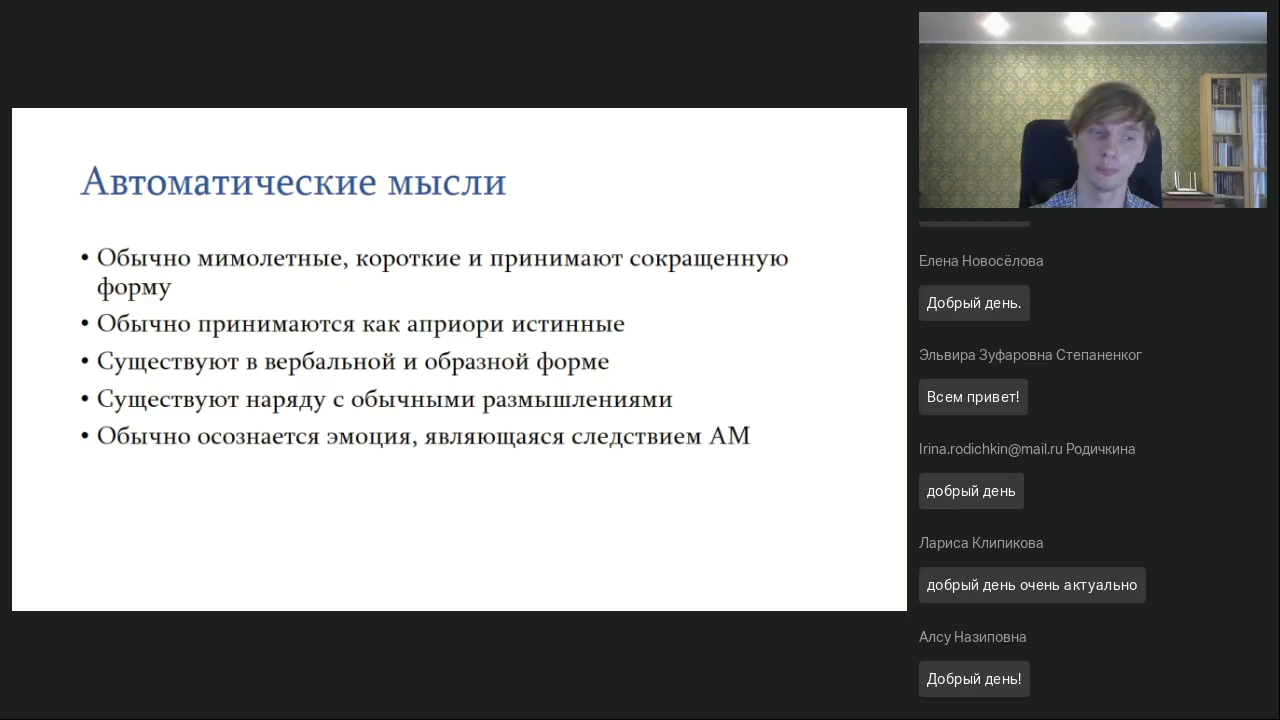 Автоматические мысли
• Обычно мимолетные, короткие и принимают сокращенную
форму
• Обычно принимаются как априори истинные
• Существуют в вербальной и образной форме
• Существуют наряду с обычными размышлениями
• Обычно осознается эмоция, являющаяся следствием АМ
Елена Новосёлова
Добрый день.
Эльвира Зуфаровна Степаненког
Всем привет!
Irina.rodichkin@mail.ru Родичкина
добрый день
Лариса Клипикова
добрый день очень актуально
Алсу Назиповна
Добрый день!